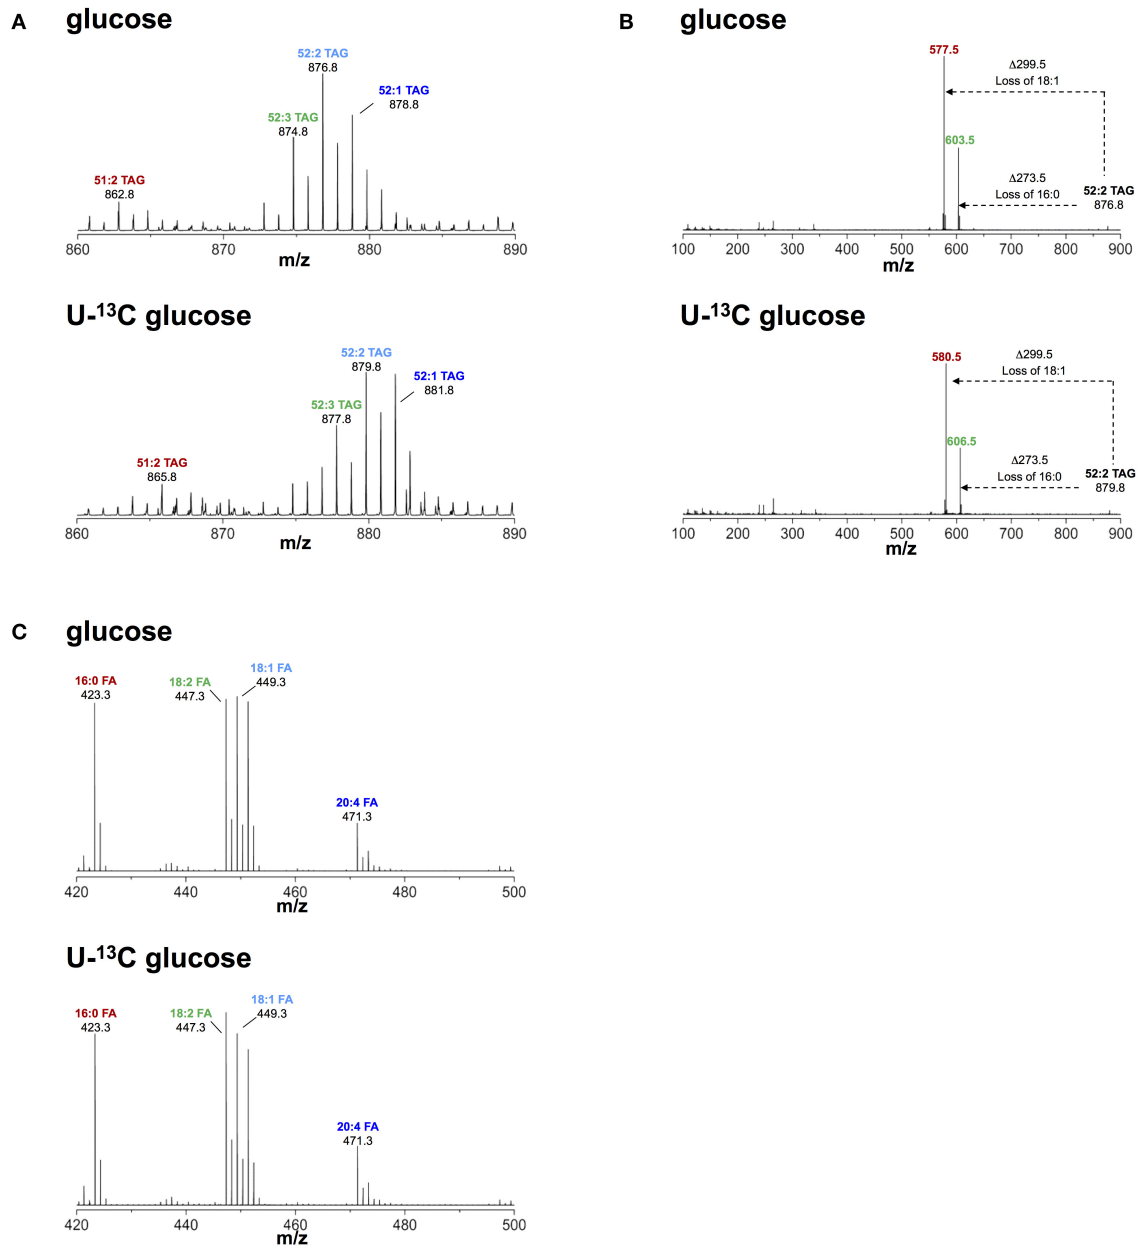 A
glucose
52:2 TAG
876.8
52:1 TAG
878.8
52:3 TAG
874.8
51:2 TAG
862.8
860 870 880 890
m/z
U-¹³C glucose
52:2 TAG
879.8
52:1 TAG
881.8
52:3 TAG
877.8
51:2 TAG
865.8
860 870 880 890
m/z
B
glucose
577.5
Δ299.5
Loss of 18:1
603.5
Δ273.5
Loss of 16:0
52:2 TAG
876.8
100 200 300 400 500 600 700 800 900
m/z
U-¹³C glucose
580.5
Δ299.5
Loss of 18:1
606.5
Δ273.5
Loss of 16:0
52:2 TAG
879.8
100 200 300 400 500 600 700 800 900
m/z
C
glucose
16:0 FA
423.3
18:2 FA
447.3
18:1 FA
449.3
20:4 FA
471.3
420 440 460 480 500
m/z
U-¹³C glucose
16:0 FA
423.3
18:2 FA
447.3
18:1 FA
449.3
20:4 FA
471.3
420 440 460 480 500
m/z